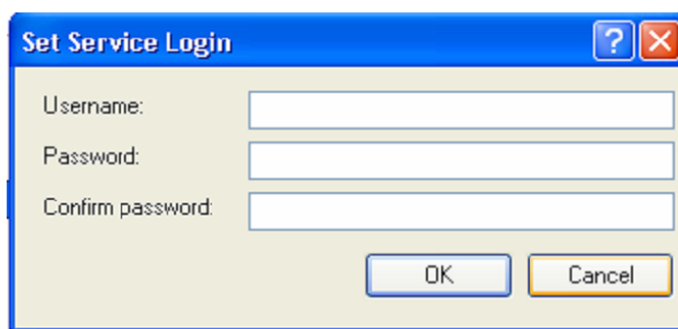 Set Service Login ?
Username:
Password:
Confirm password:
OK Cancel